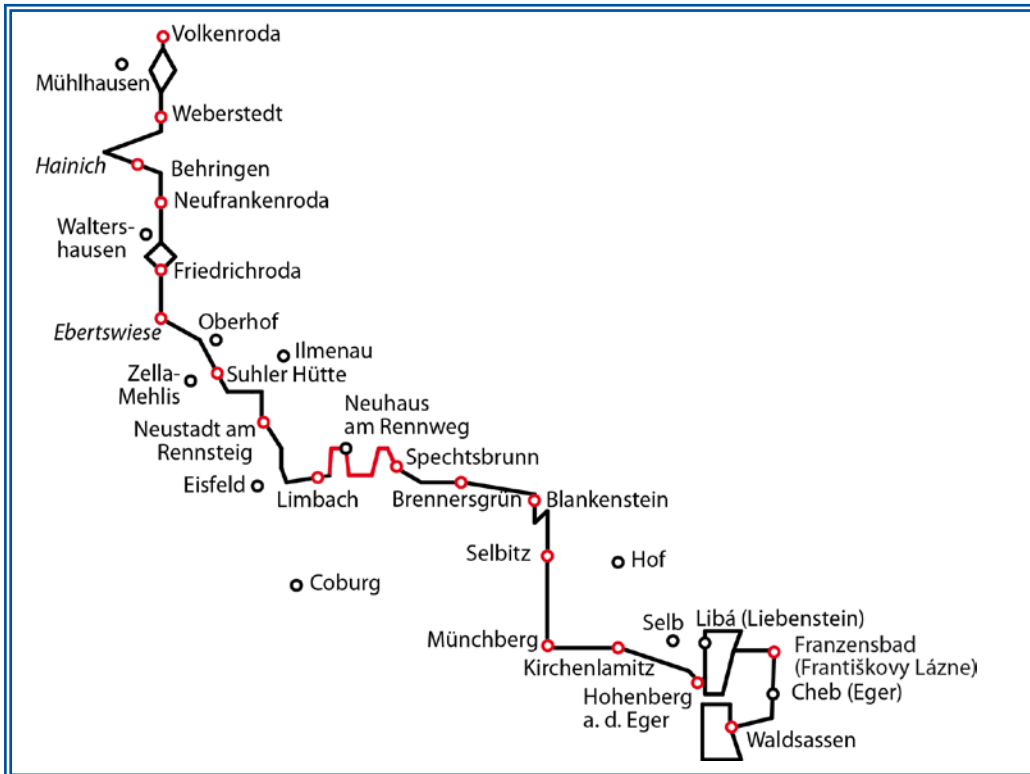 Volkenroda
Mühlhausen
Weberstedt
Hainich
Behringen
Neufrankenroda
Walters-
hausen
Friedrichroda
Ebertswiese
Oberhof
Ilmenau
Zella-
Mehlis
Suhler Hütte
Neuhaus
am Rennweg
Neustadt am
Rennsteig
Spechtsbrunn
Eisfeld
Limbach
Brennersgrün
Blankenstein
Selbitz
Hof
Coburg
Selb
Libá (Liebenstein)
Münchberg
Kirchenlamitz
Franzensbad
(Františkovy Lázne)
Hohenberg
a. d. Eger
Cheb (Eger)
Waldsassen